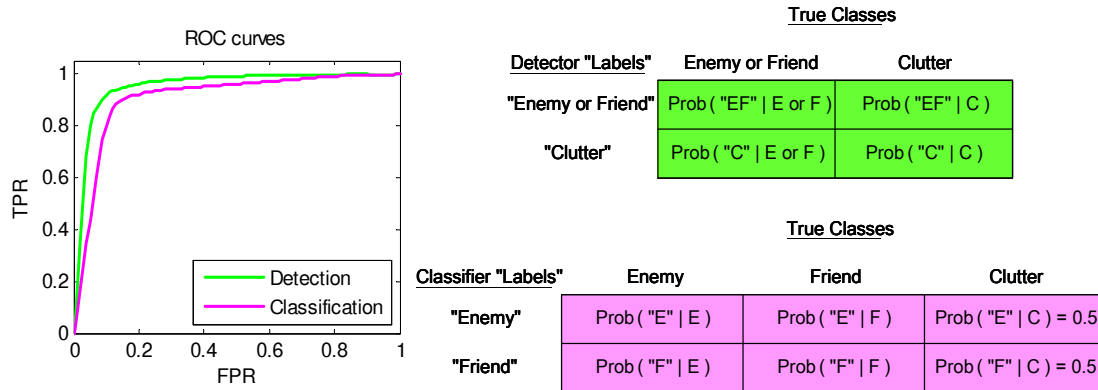 ROC curves
1
0.8
0.6
0.4
0.2
0
0 0.2 0.4 0.6 0.8 1
TPR
FPR
Detection
Classification
True Classes
Detector "Labels" Enemy or Friend Clutter
"Enemy or Friend" Prob ( "EF" | E or F ) Prob ( "EF" | C )
"Clutter" Prob ( "C" | E or F ) Prob ( "C" | C )
True Classes
Classifier "Labels" Enemy Friend Clutter
"Enemy" Prob ( "E" | E ) Prob ( "E" | F ) Prob ( "E" | C ) = 0.5
"Friend" Prob ( "F" | E ) Prob ( "F" | F ) Prob ( "F" | C ) = 0.5